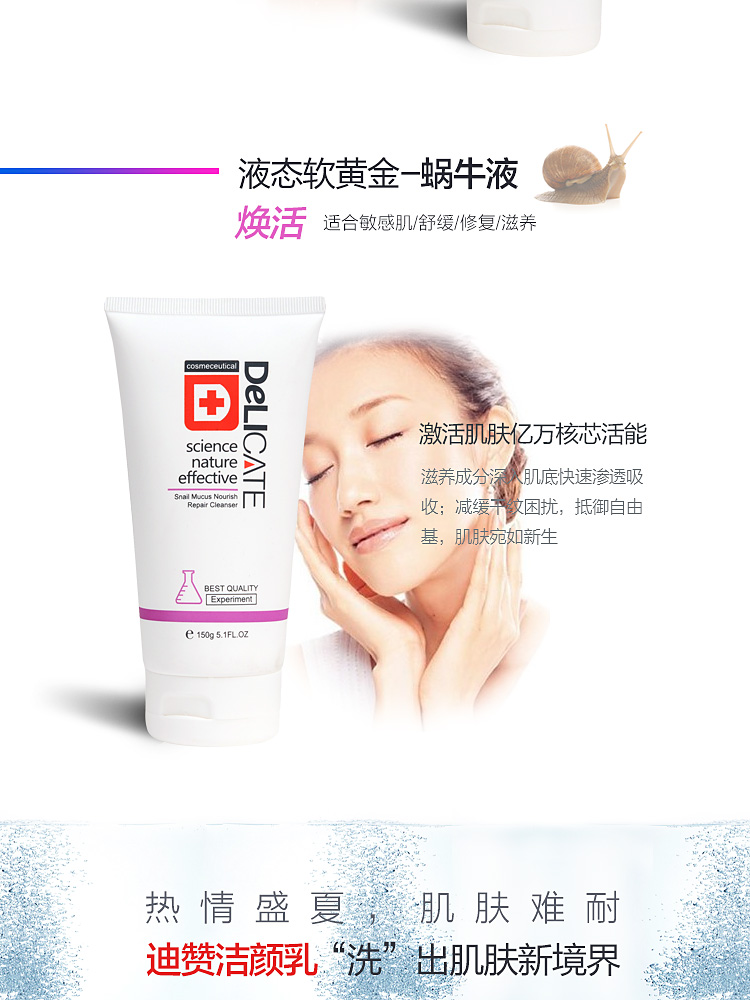 液态软黄金–蜗牛液
焕活 适合敏感肌/舒缓/修复/滋养
cosmeceutical
DeLICATE
science
nature
effective
Snail Mucus Nourish
Repair Cleanser
BEST QUALITY
Experiment
e 150g 5.1FL.OZ
激活肌肤亿万核芯活能
滋养成分深入肌底快速渗透吸
收；减缓干纹困扰，抵御自由
基，肌肤宛如新生
热情盛夏，肌肤难耐
迪赞洁颜乳“洗”出肌肤新境界